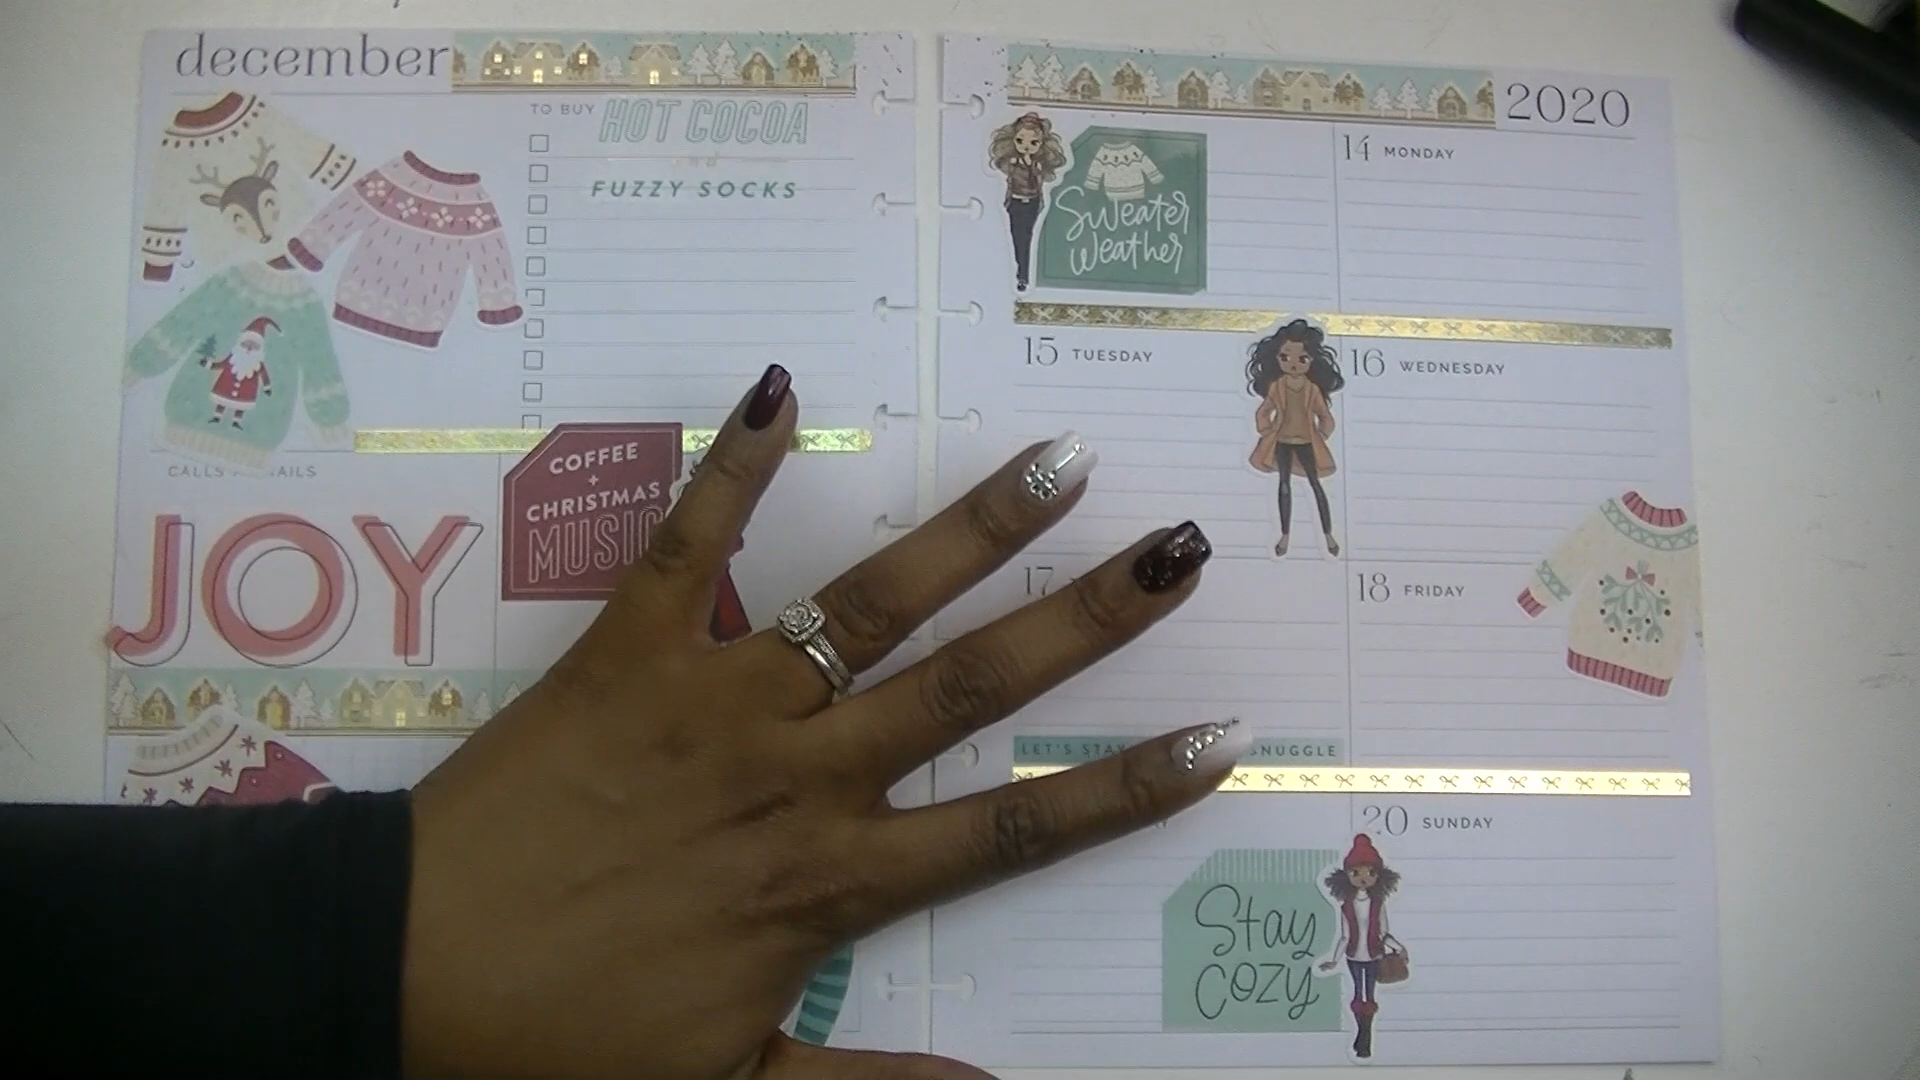 december
TO BUY
HOT COCOA
FUZZY SOCKS
CALLS
COFFEE
+
CHRISTMAS
MUSIC
JOY
2020
Sweater
Weather
14 MONDAY
15 TUESDAY
16 WEDNESDAY
17
18 FRIDAY
LET'S STAY SNUGGLE
20 SUNDAY
Stay
cozy